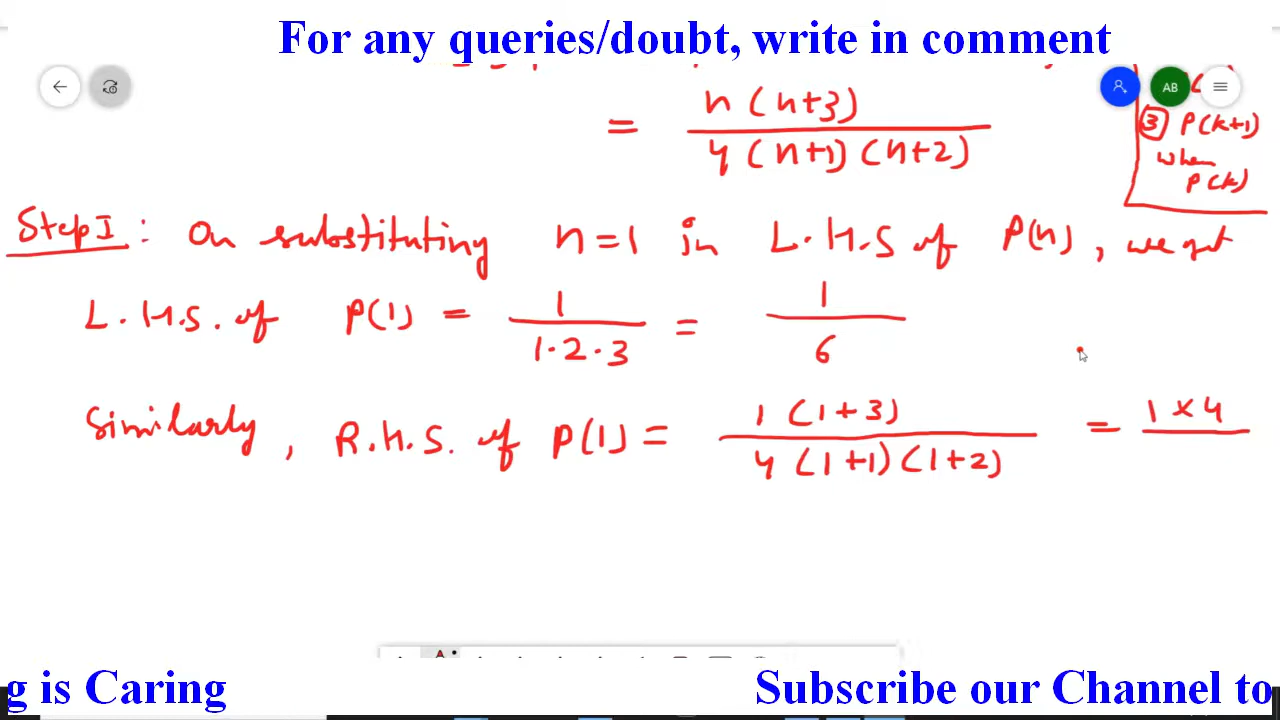 For any queries/doubt, write in comment
AB
= n(n+3) / 4(n+1)(n+2)
③ P(k+1)
when
P(k)
Step I : On substituting n=1 in L.H.S of P(n), we get
L.H.S. of P(1) = 1 / 1·2·3 = 1 / 6
Similarly, R.H.S. of P(1) = 1(1+3) / 4(1+1)(1+2) = 1×4
g is Caring
Subscribe our Channel to